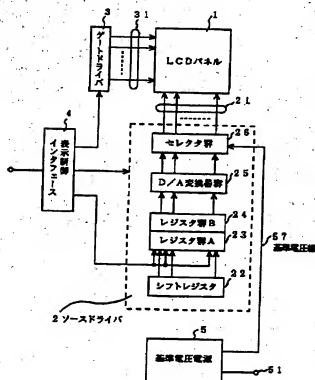 3
31
1
ゲートドライバ
LCDパネル
21
4
26
表示制御
インタフェース
セレクタ群
25
D/A変換器群
24
レジスタ群B
23
レジスタ群A
57
基準電圧線
22
シフトレジスタ
2 ソースドライバ
5
基準電圧電源
51